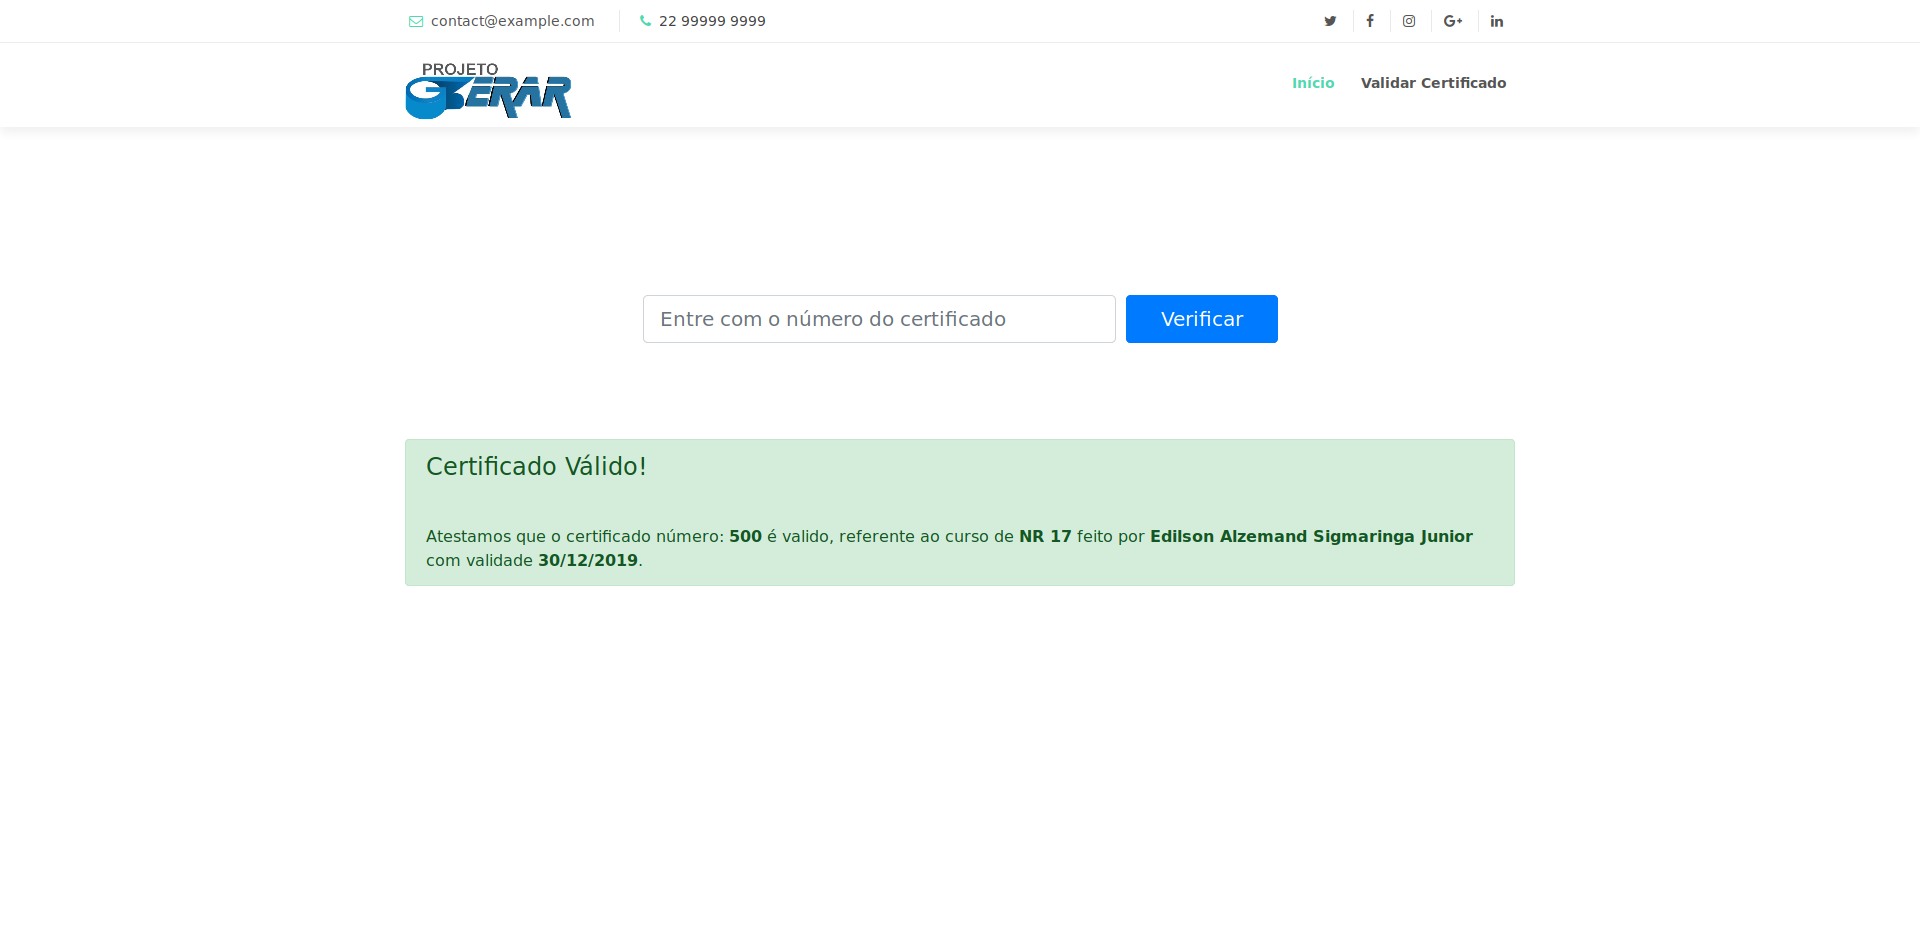 contact@example.com
22 99999 9999
PROJETO
GERAR
Início
Validar Certificado
Entre com o número do certificado
Verificar
Certificado Válido!
Atestamos que o certificado número: 500 é valido, referente ao curso de NR 17 feito por Edilson Alzemand Sigmaringa Junior
com validade 30/12/2019.